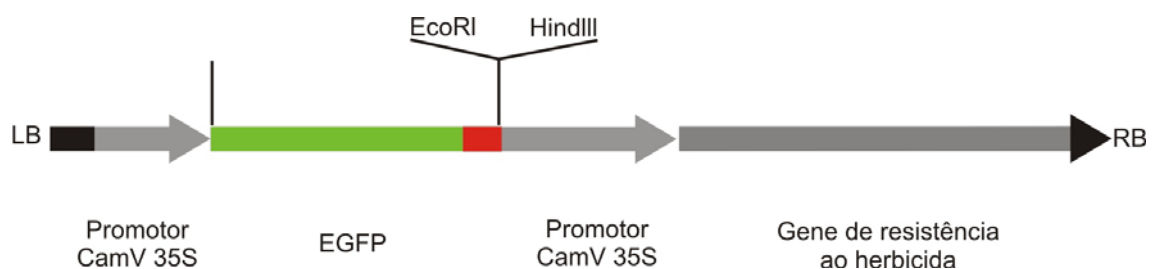 EcoRI HindIII
LB
RB
Promotor
CamV 35S
EGFP
Promotor
CamV 35S
Gene de resistência
ao herbicida